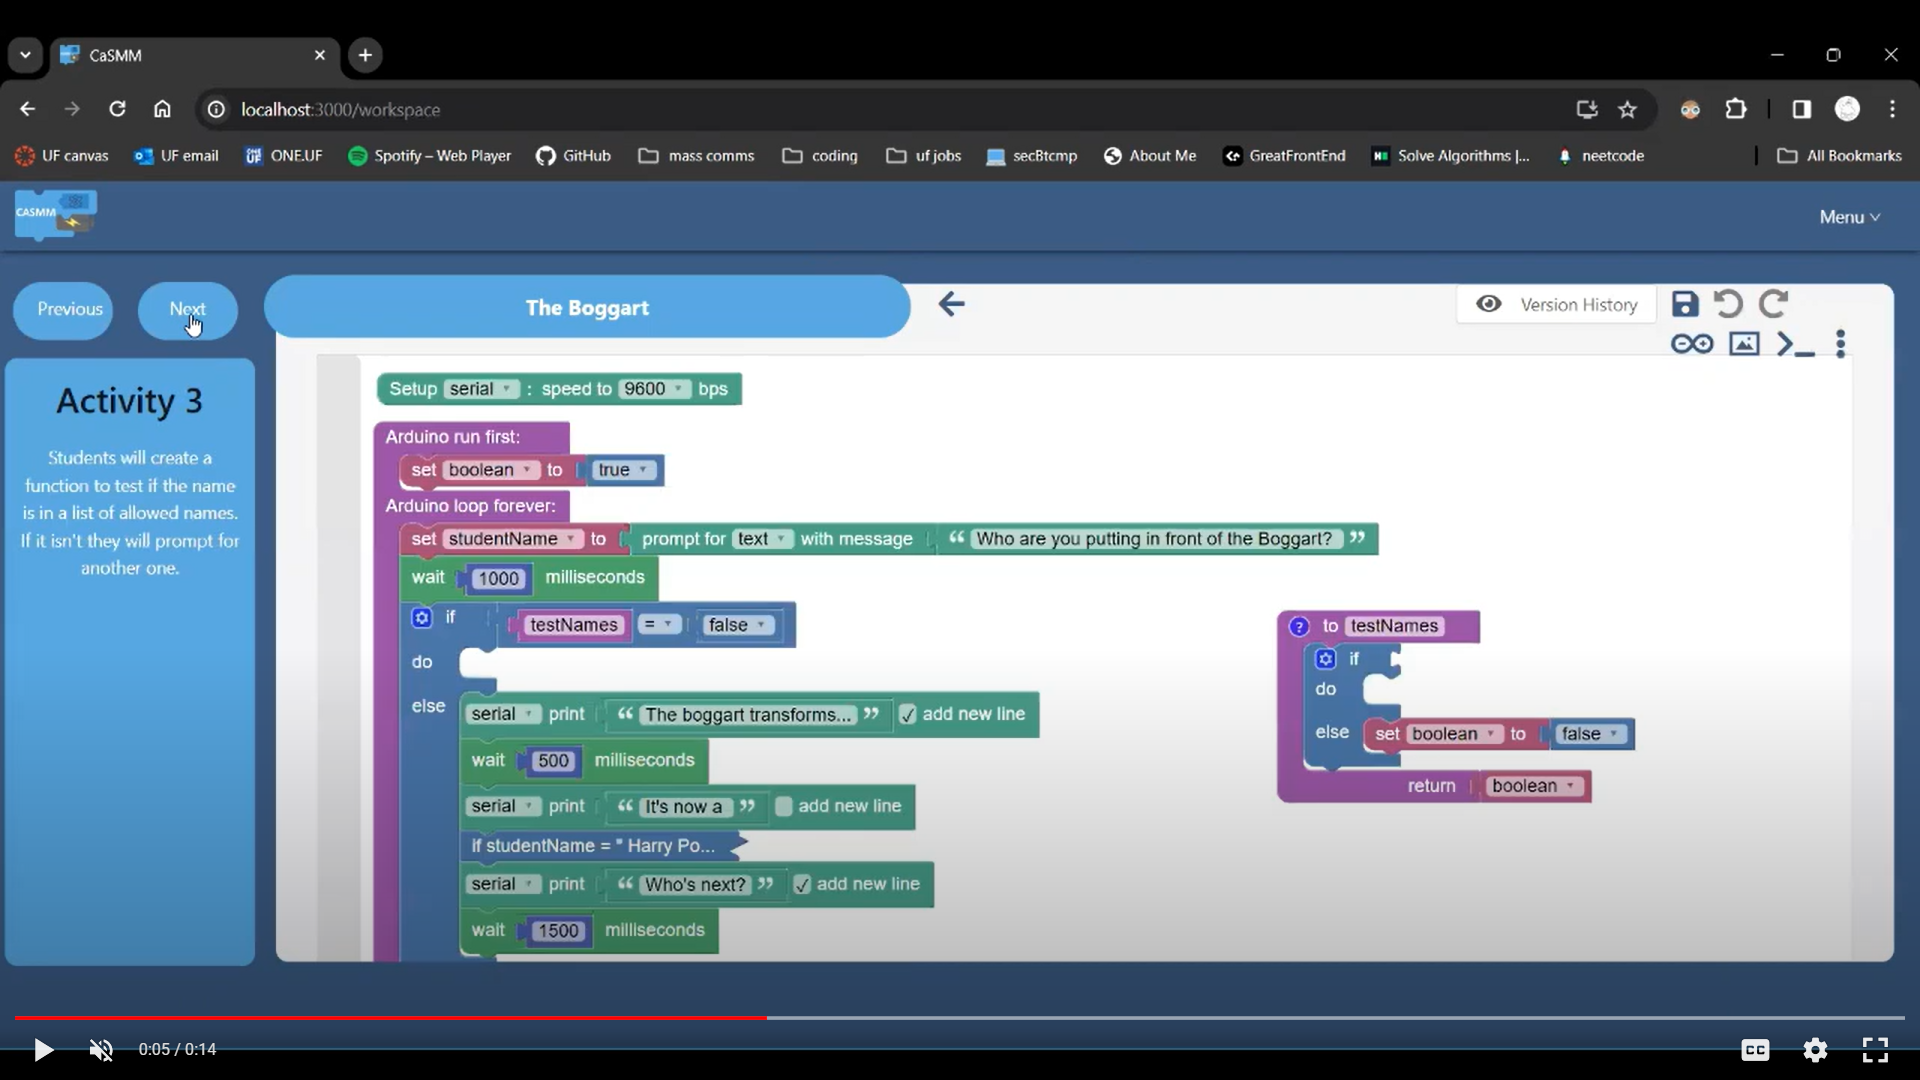 CaSMM
localhost:3000/workspace
UF canvas UF email ONE.UF Spotify – Web Player GitHub mass comms coding uf jobs secBtcmp About Me GreatFrontEnd Solve Algorithms |... neetcode All Bookmarks
CASMM
Menu
Previous Next
The Boggart
Version History
Activity 3
Students will create a
function to test if the name
is in a list of allowed names.
If it isn't they will prompt for
another one.
Setup serial : speed to 9600 bps
Arduino run first:
set boolean to true
Arduino loop forever:
set studentName to prompt for text with message “ Who are you putting in front of the Boggart? ”
wait 1000 milliseconds
if testNames = false
do
else
serial print “ The boggart transforms... ” ✓ add new line
wait 500 milliseconds
serial print “ It's now a ” add new line
if studentName = " Harry Po...
serial print “ Who's next? ” ✓ add new line
wait 1500 milliseconds
? to testNames
if
do
else set boolean to false
return boolean
0:05 / 0:14
CC